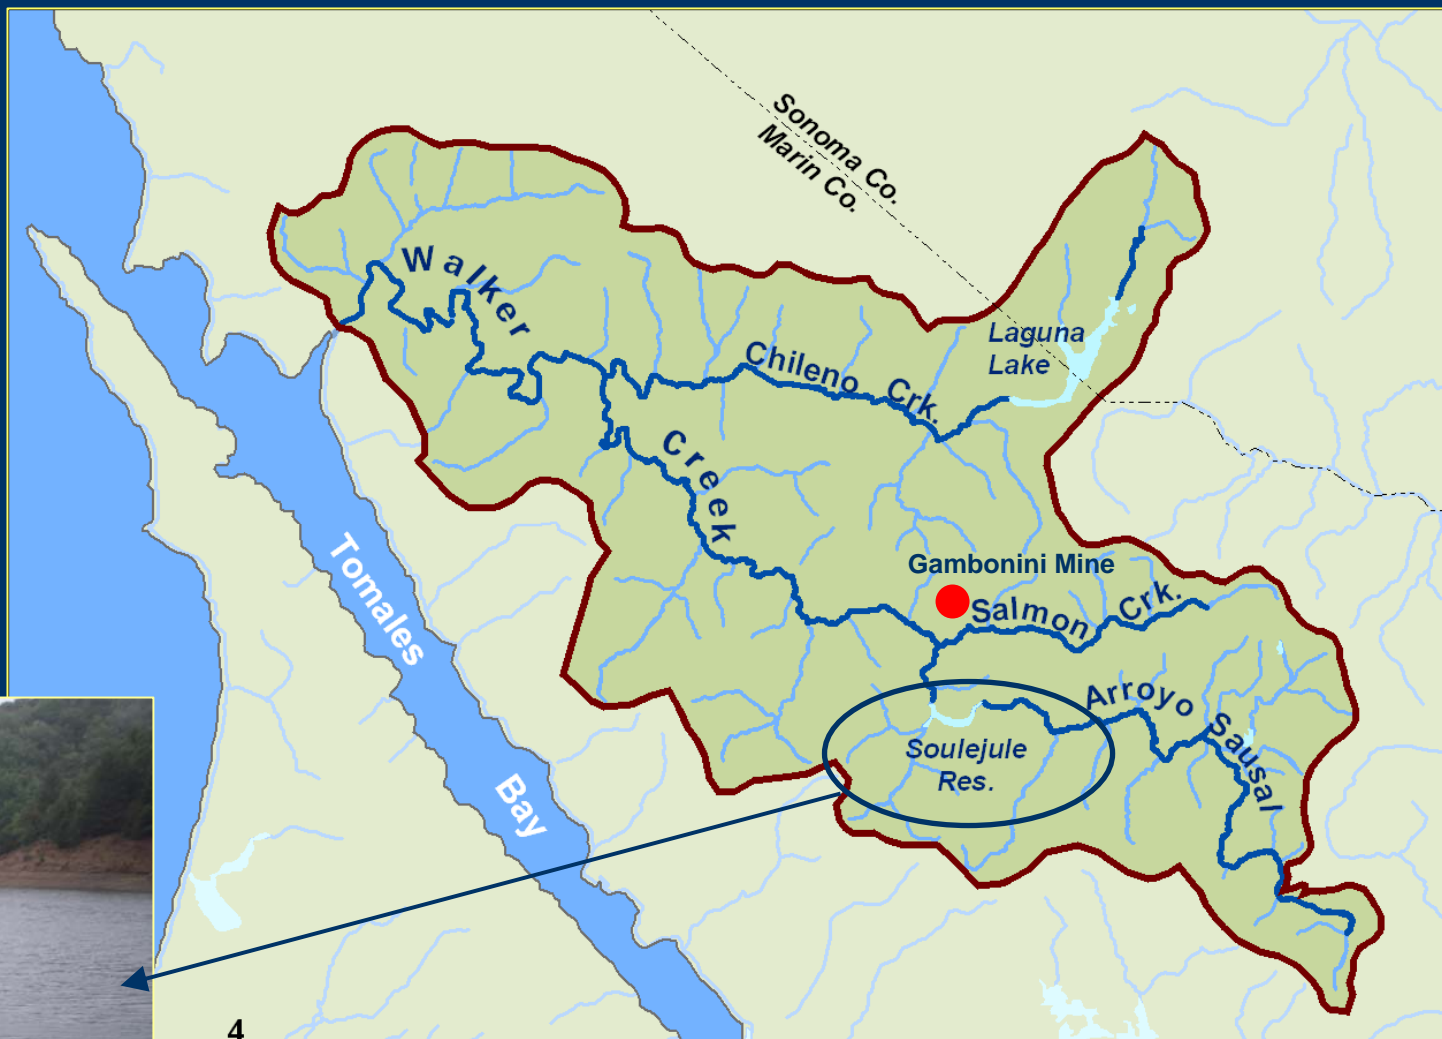 Sonoma Co.
Marin Co.
Walker
Creek
Laguna
Lake
Chileno Crk.
Gambonini Mine
Salmon Crk.
Tomales
Bay
Arroyo Sausal
Soulejule
Res.
4